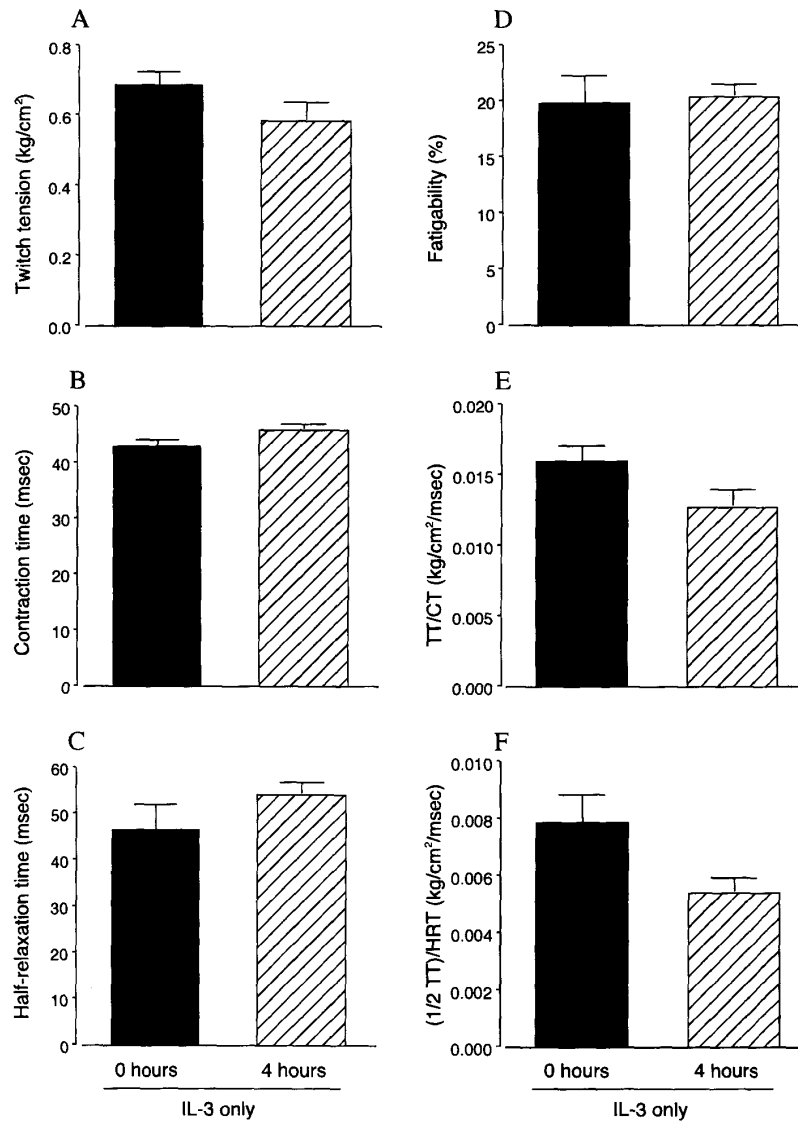 A
Twitch tension (kg/cm²)
0.8
0.6
0.4
0.2
0.0
B
Contraction time (msec)
50
40
30
20
10
0
C
Half-relaxation time (msec)
60
50
40
30
20
10
0
0 hours 4 hours
IL-3 only
D
Fatigability (%)
25
20
15
10
5
0
E
TT/CT (kg/cm²/msec)
0.020
0.015
0.010
0.005
0.000
F
(1/2 TT)/HRT (kg/cm²/msec)
0.010
0.008
0.006
0.004
0.002
0.000
0 hours 4 hours
IL-3 only